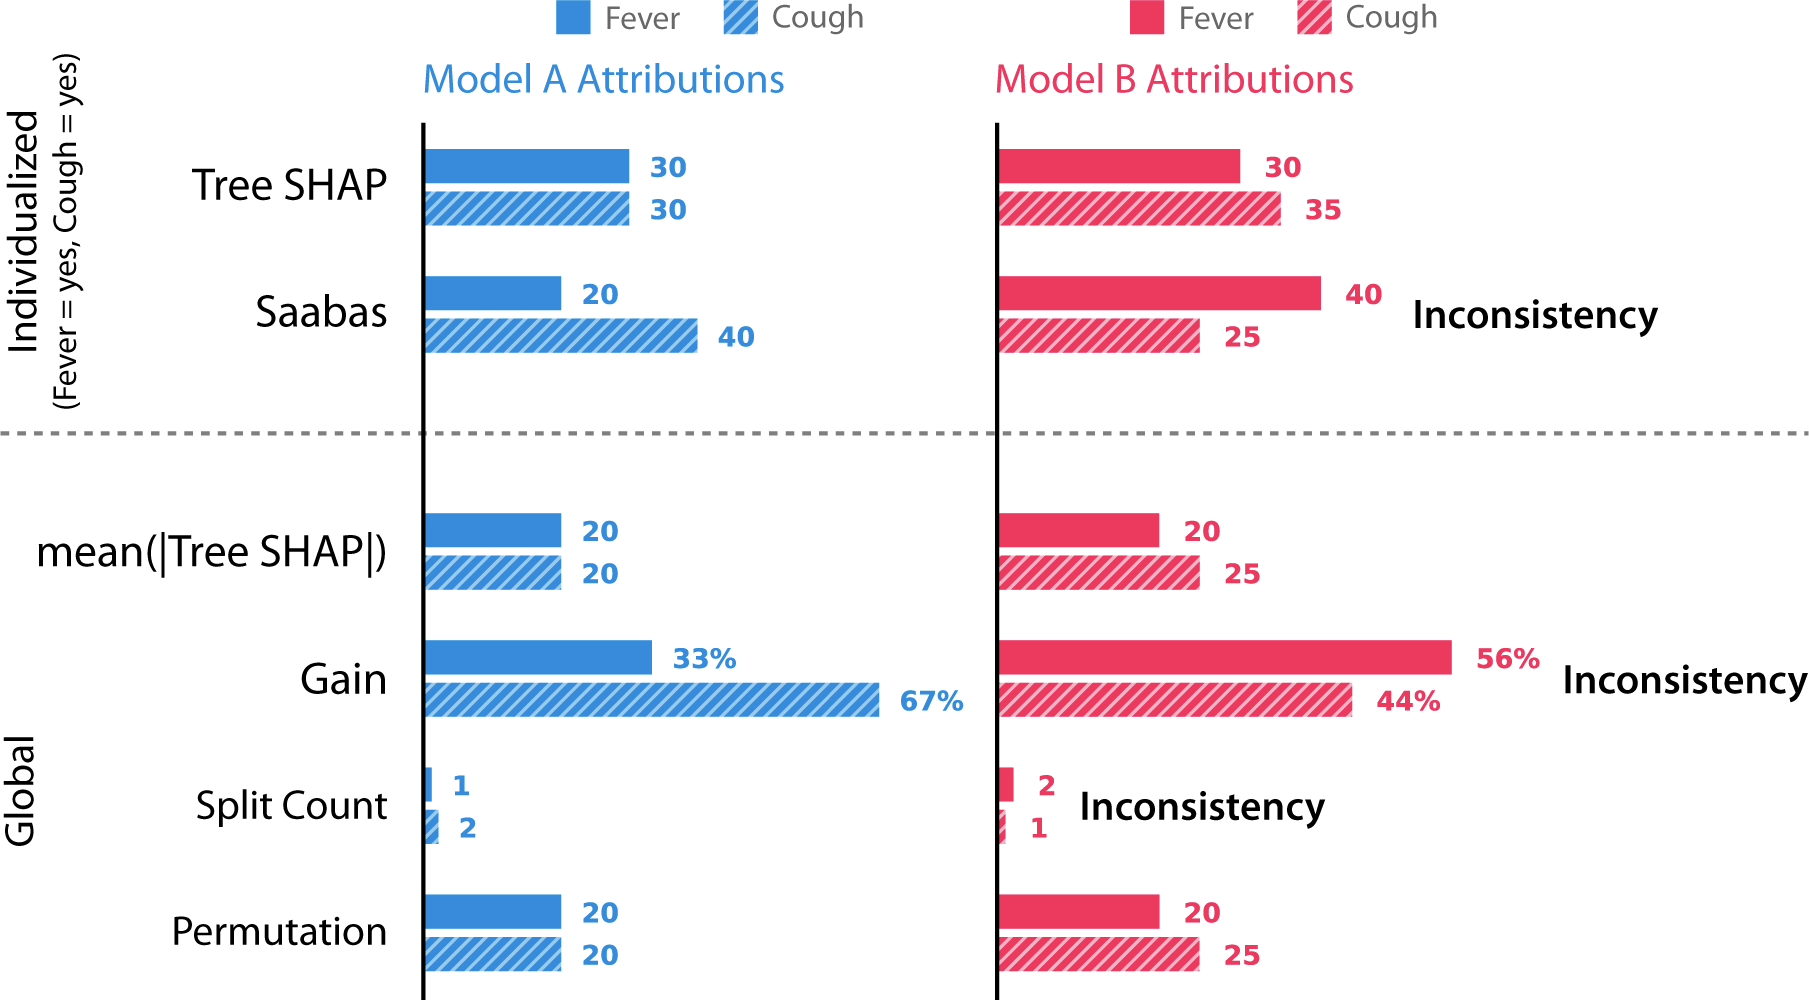 Fever Cough Fever Cough
Model A Attributions Model B Attributions
Individualized
(Fever = yes, Cough = yes)
Tree SHAP
30 30
30 35
Saabas
20 40
40 25
Inconsistency
mean(|Tree SHAP|)
20 20
20 25
Global
Gain
33% 56%
67% 44%
Inconsistency
Split Count
1 2
2 1
Inconsistency
Permutation
20 20
20 25